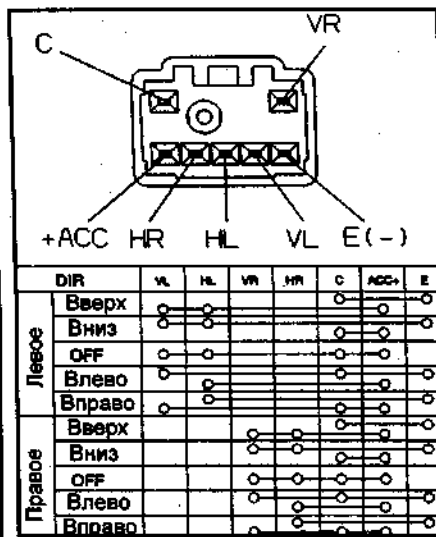 VR
C
+ACC HR HL VL E(-)
DIR VL HL VR HR C ACC+ E
Левое
Вверх
Вниз
OFF
Влево
Вправо
Правое
Вверх
Вниз
OFF
Влево
Вправо